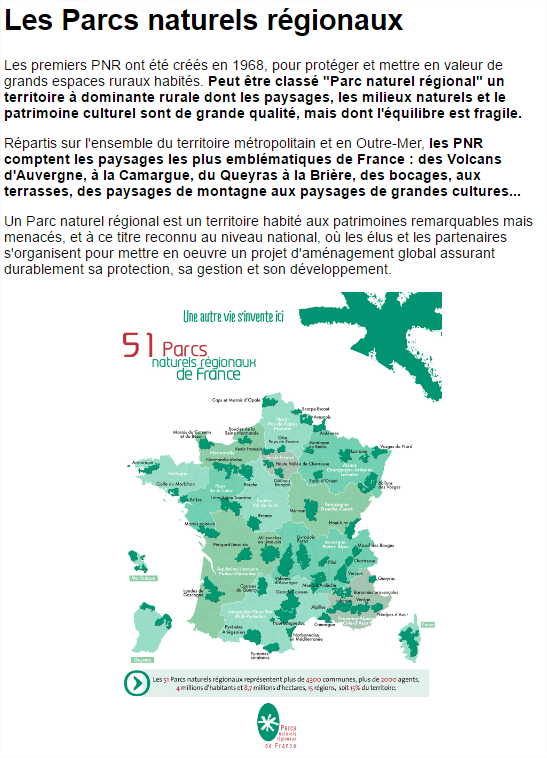 Les Parcs naturels régionaux
Les premiers PNR ont été créés en 1968, pour protéger et mettre en valeur de
grands espaces ruraux habités. Peut être classé "Parc naturel régional" un
territoire à dominante rurale dont les paysages, les milieux naturels et le
patrimoine culturel sont de grande qualité, mais dont l'équilibre est fragile.
Répartis sur l'ensemble du territoire métropolitain et en Outre-Mer, les PNR
comptent les paysages les plus emblématiques de France : des Volcans
d'Auvergne, à la Camargue, du Queyras à la Brière, des bocages, aux
terrasses, des paysages de montagne aux paysages de grandes cultures...
Un Parc naturel régional est un territoire habité aux patrimoines remarquables mais
menacés, et à ce titre reconnu au niveau national, où les élus et les partenaires
s'organisent pour mettre en oeuvre un projet d'aménagement global assurant
durablement sa protection, sa gestion et son développement.
Une autre vie s'invente ici
51 Parcs
naturels régionaux
de France
Caps et Marais d'Opale
Scarpe-Escaut
Avesnois
Ardennes
Boucles de la
Seine Normande
Oise
Pays de France
Montagne
de Reims
Lorraine
Vosges du Nord
Vexin français
Normandie-Maine
Perche
Haute Vallée de Chevreuse
Gâtinais
français
Forêt d'Orient
Ballons
des Vosges
Armorique
Golfe du Morbihan
Brière
Loire-Anjou-Touraine
Brenne
Morvan
Marais poitevin
Haut-Jura
Périgord-Limousin
Millevaches
en Limousin
Livradois
Forez
Pilat
Massif des Bauges
Chartreuse
Vercors
Queyras
Volcans
d'Auvergne
Monts d'Ardèche
Baronnies provençales
Landes de
Gascogne
Causses
du Quercy
Grands Causses
Verdon
Préalpes d'Azur
Alpilles
Camargue
Haut-Languedoc
Pyrénées
Ariégeoises
Narbonnaise
en Méditerranée
Pyrénées
catalanes
Martinique
Guyane
Corse
Les 51 Parcs naturels régionaux représentent plus de 4300 communes, plus de 2000 agents,
4 millions d'habitants et 8,7 millions d'hectares, 15 régions, soit 15% du territoire.
Parcs
naturels
régionaux
de France